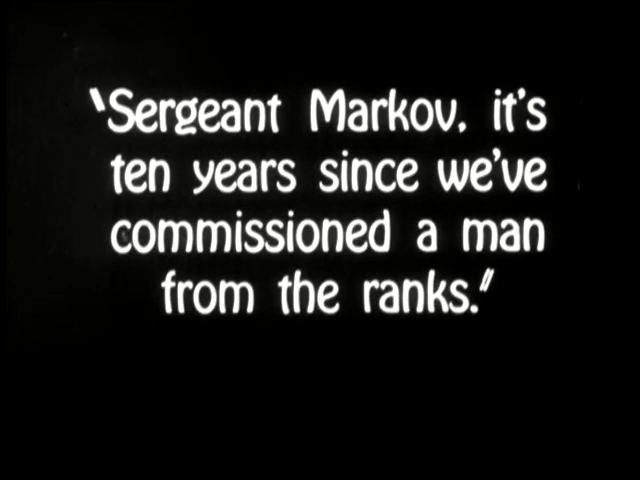 "Sergeant Markov, it's
ten years since we've
commissioned a man
from the ranks."